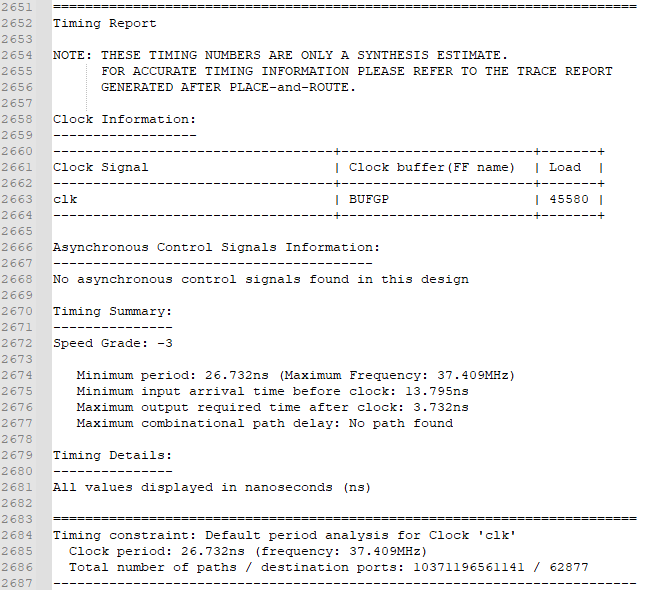 2651 =========================================================================
2652 Timing Report
2653
2654 NOTE: THESE TIMING NUMBERS ARE ONLY A SYNTHESIS ESTIMATE.
2655       FOR ACCURATE TIMING INFORMATION PLEASE REFER TO THE TRACE REPORT
2656       GENERATED AFTER PLACE-and-ROUTE.
2657
2658 Clock Information:
2659 ------------------
2660 -----------------------------------+------------------------+-------+
2661 Clock Signal                       | Clock buffer(FF name)  | Load  |
2662 -----------------------------------+------------------------+-------+
2663 clk                                | BUFGP                  | 45580 |
2664 -----------------------------------+------------------------+-------+
2665
2666 Asynchronous Control Signals Information:
2667 ----------------------------------------
2668 No asynchronous control signals found in this design
2669
2670 Timing Summary:
2671 ---------------
2672 Speed Grade: -3
2673
2674    Minimum period: 26.732ns (Maximum Frequency: 37.409MHz)
2675    Minimum input arrival time before clock: 13.795ns
2676    Maximum output required time after clock: 3.732ns
2677    Maximum combinational path delay: No path found
2678
2679 Timing Details:
2680 ---------------
2681 All values displayed in nanoseconds (ns)
2682
2683 =========================================================================
2684 Timing constraint: Default period analysis for Clock 'clk'
2685   Clock period: 26.732ns (frequency: 37.409MHz)
2686   Total number of paths / destination ports: 10371196561141 / 62877
2687 -------------------------------------------------------------------------